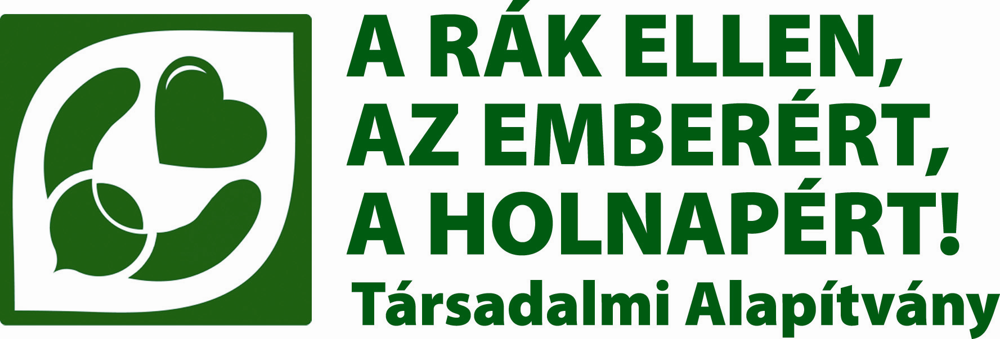 A RÁK ELLEN,
AZ EMBERÉRT,
A HOLNAPÉRT!
Társadalmi Alapítvány